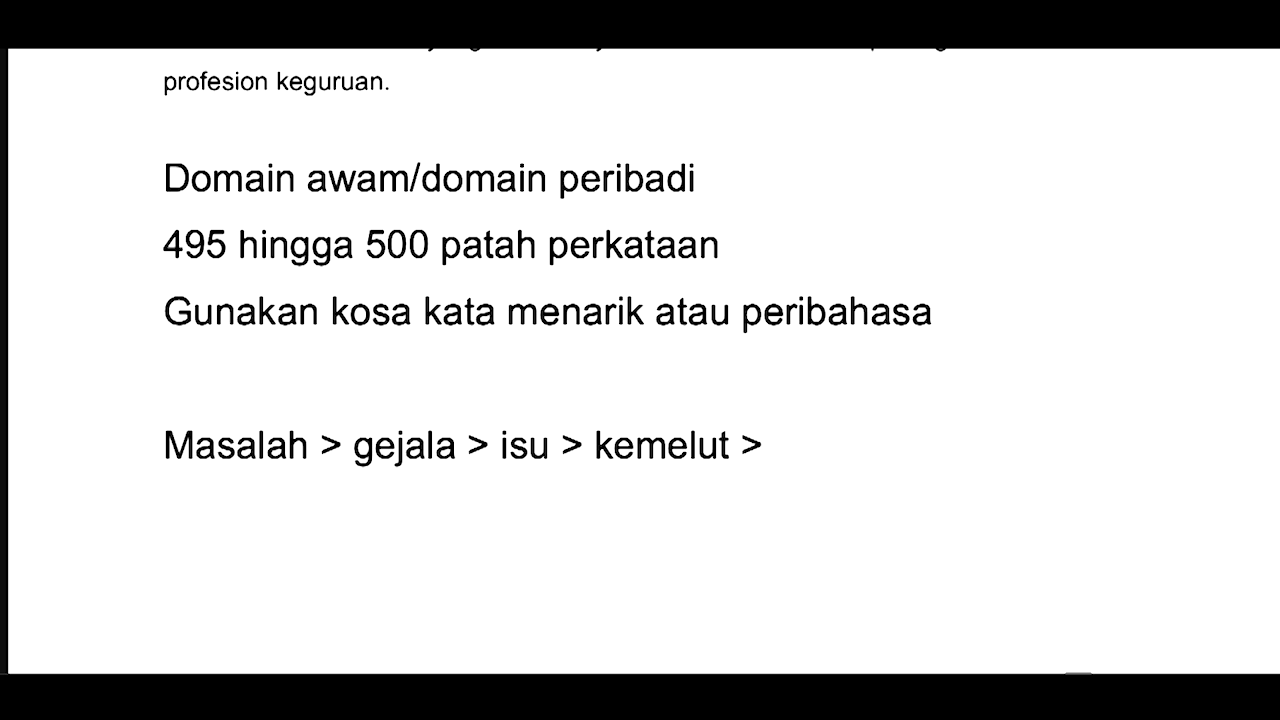 profesion keguruan.
Domain awam/domain peribadi
495 hingga 500 patah perkataan
Gunakan kosa kata menarik atau peribahasa
Masalah > gejala > isu > kemelut >